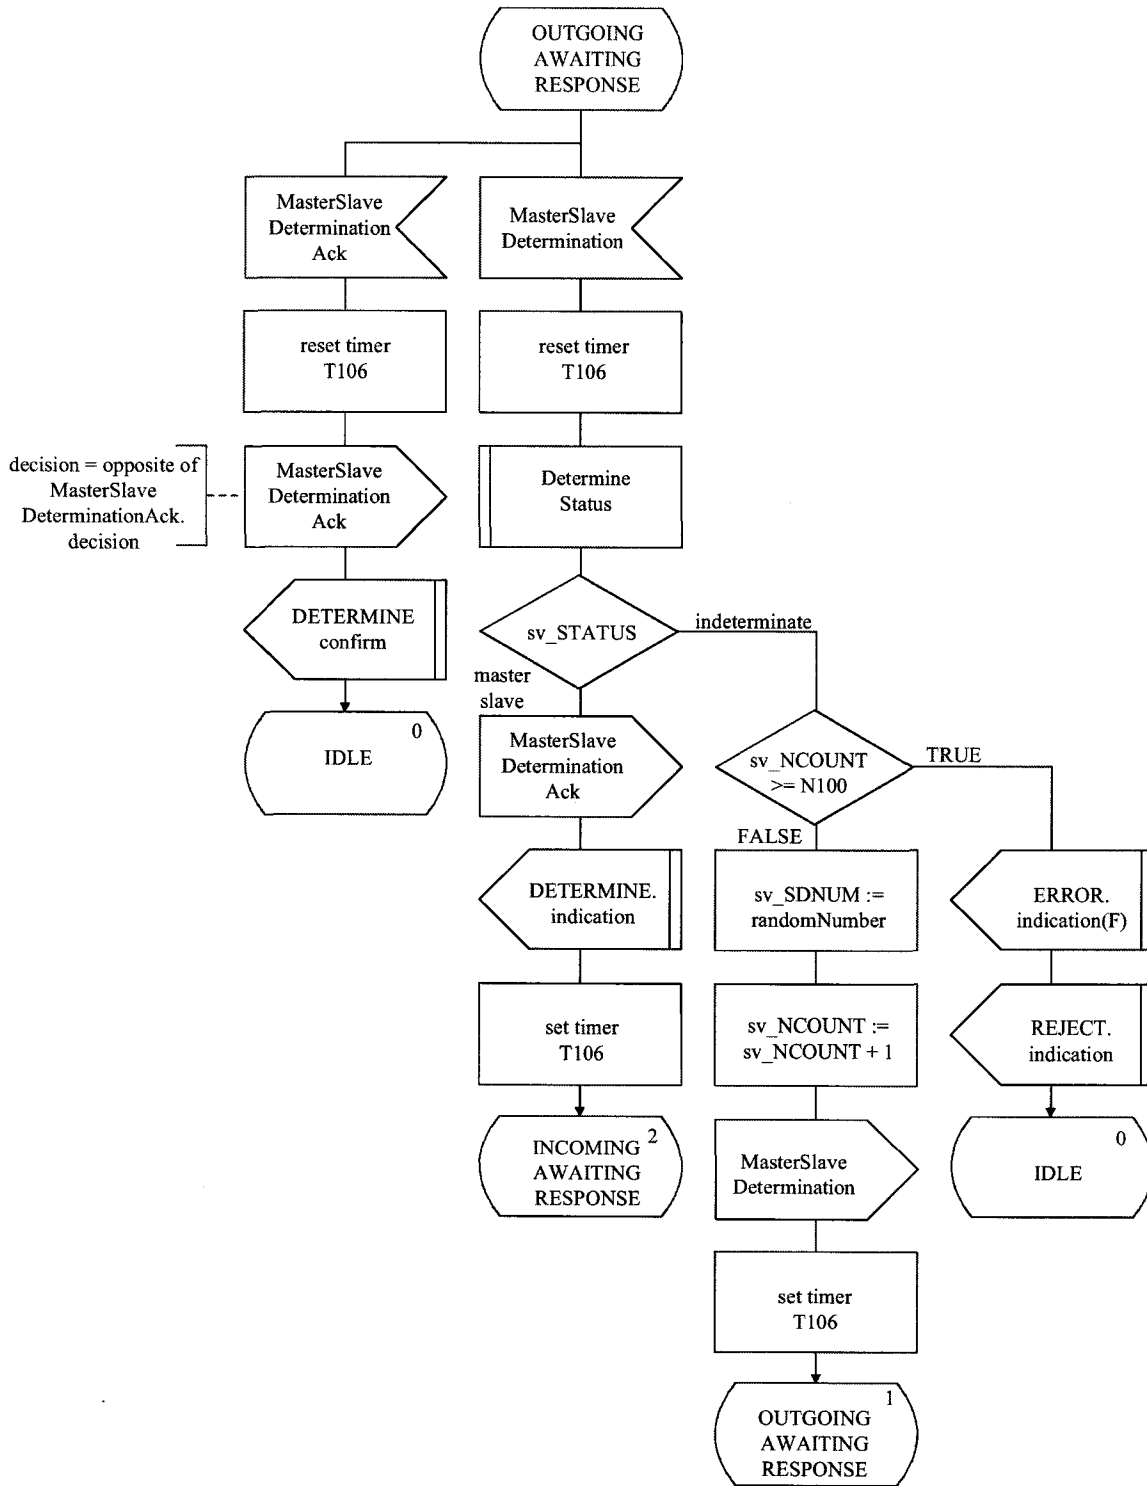 OUTGOING
AWAITING
RESPONSE
MasterSlave
Determination
Ack
MasterSlave
Determination
reset timer
T106
reset timer
T106
decision = opposite of
MasterSlave
DeterminationAck.
decision
MasterSlave
Determination
Ack
Determine
Status
DETERMINE
confirm
sv_STATUS
indeterminate
master
slave
0
IDLE
MasterSlave
Determination
Ack
sv_NCOUNT
>= N100
TRUE
FALSE
DETERMINE.
indication
sv_SDNUM :=
randomNumber
ERROR.
indication(F)
set timer
T106
sv_NCOUNT :=
sv_NCOUNT + 1
REJECT.
indication
2
INCOMING
AWAITING
RESPONSE
MasterSlave
Determination
0
IDLE
set timer
T106
1
OUTGOING
AWAITING
RESPONSE